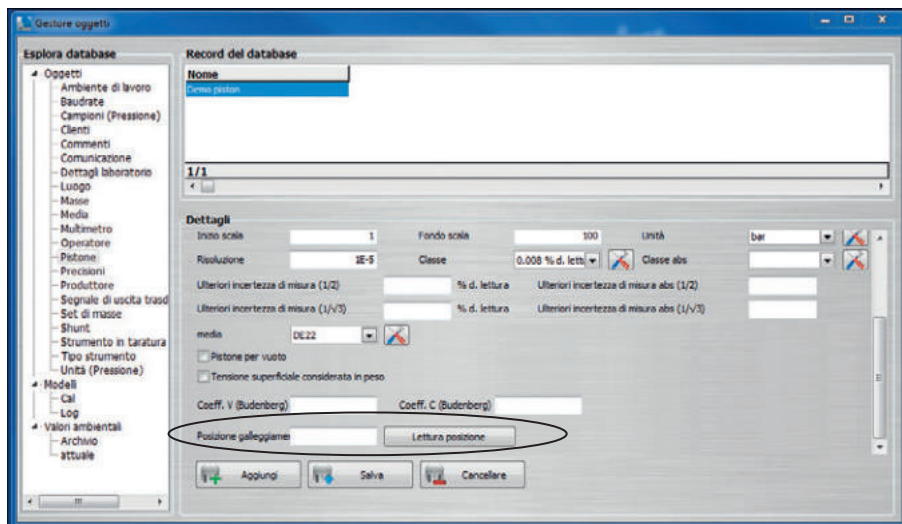 Gestore oggetti
Esplora database
Oggetti
Ambiente di lavoro
Baudrate
Campioni (Pressione)
Clienti
Commenti
Comunicazione
Dettagli laboratorio
Luogo
Masse
Media
Multimetro
Operatore
Pistone
Precisioni
Produttore
Segnale di uscita trasd
Set di masse
Shunt
Strumento in taratura
Tipo strumento
Unità (Pressione)
Modelli
Cal
Log
Valori ambientali
Archivio
attuale
Record del database
Nome
Demo piston
1/1
Dettagli
Inizio scala 1 Fondo scala 100 Unità bar
Risoluzione 1E-5 Classe 0.008 % d. lett Classe abs
Ulteriori incertezza di misura (1/2) % d. lettura Ulteriori incertezza di misura abs (1/2)
Ulteriori incertezza di misura (1/√3) % d. lettura Ulteriori incertezza di misura abs (1/√3)
media DE22
Pistone per vuoto
Tensione superficiale considerata in peso
Coeff. V (Budenberg) Coeff. C (Budenberg)
Posizione galleggiamer Lettura posizione
Aggiungi Salva Cancellare